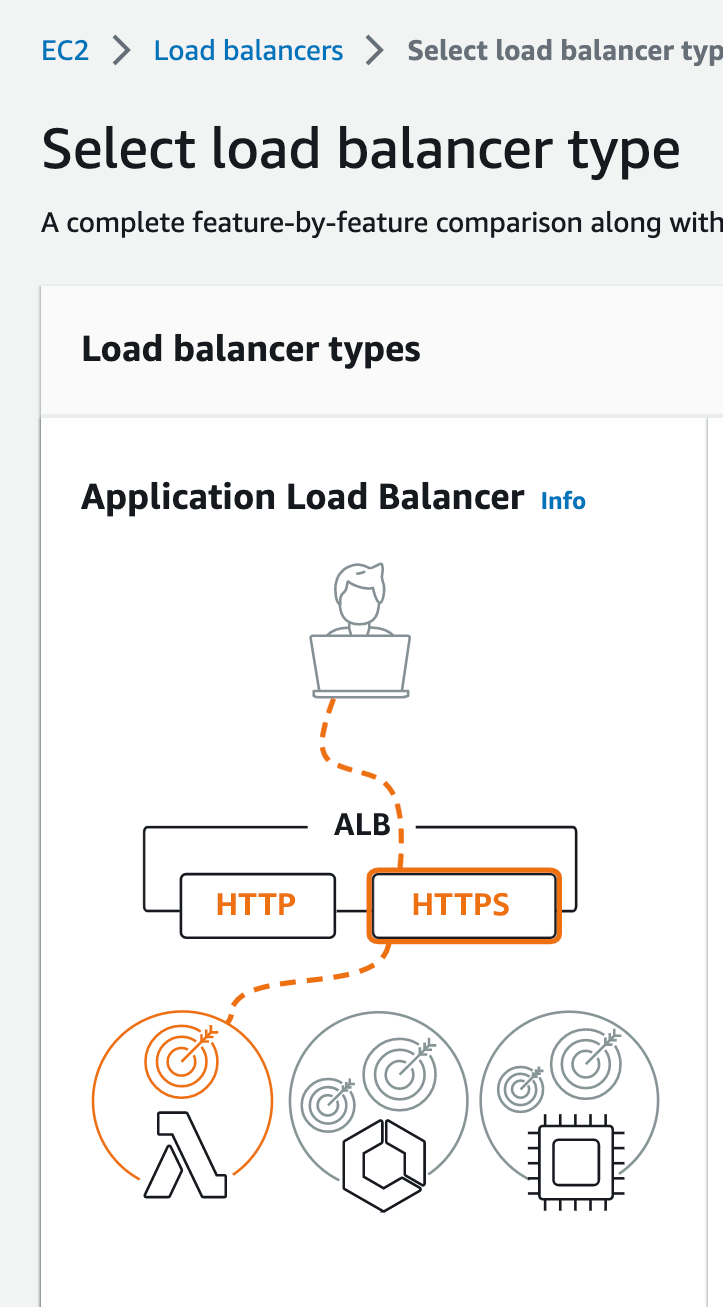 EC2 > Load balancers > Select load balancer typ
Select load balancer type
A complete feature-by-feature comparison along with
Load balancer types
Application Load Balancer Info
ALB
HTTP HTTPS